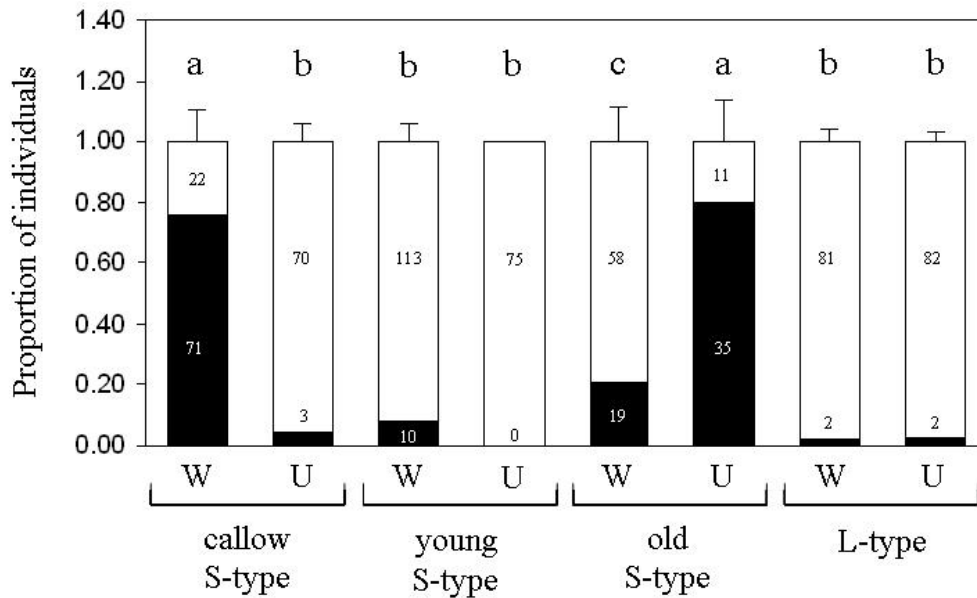 1.40
1.20
1.00
0.80
0.60
0.40
0.20
0.00
Proportion of individuals
a b b b c a b b
22 70 113 75 58 11 81 82
71 3 10 0 19 35 2 2
W U W U W U W U
callow
S-type
young
S-type
old
S-type
L-type